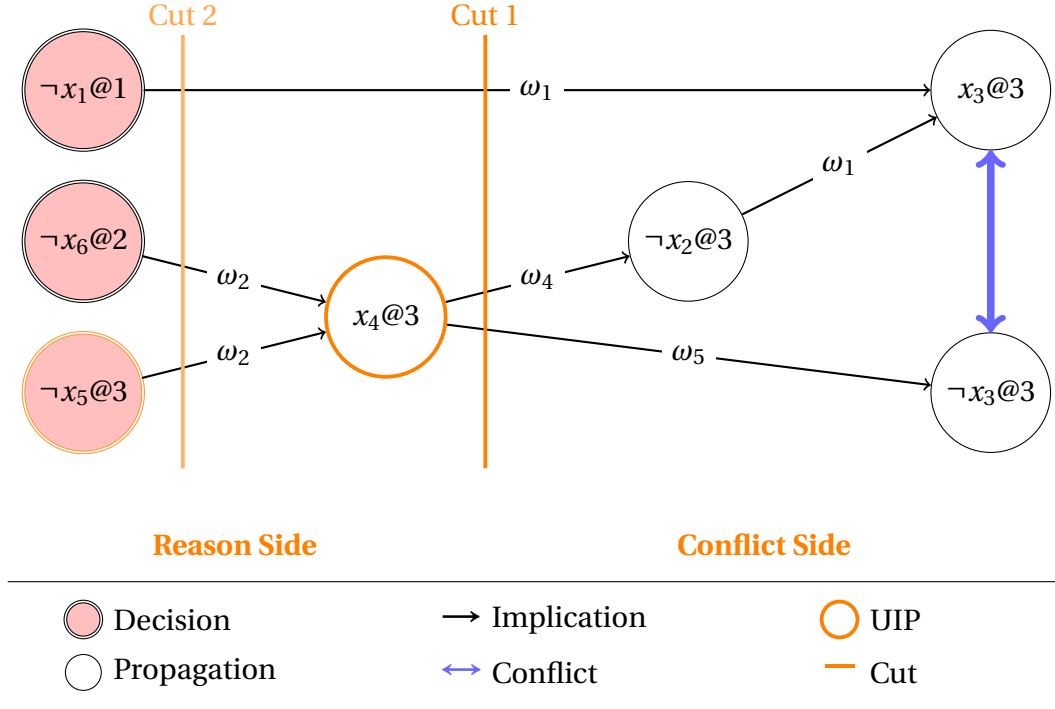 Cut 2
Cut 1
¬x₁@1
ω₁
x₃@3
ω₁
¬x₆@2
¬x₂@3
ω₂
ω₄
x₄@3
ω₂
ω₅
¬x₅@3
¬x₃@3
Reason Side
Conflict Side
Decision
Implication
UIP
Propagation
Conflict
Cut